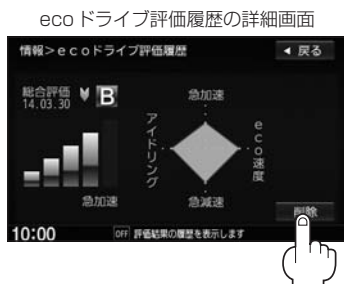 ecoドライブ評価履歴の詳細画面
情報>ecoドライブ評価履歴
戻る
総合評価 B
14.03.30
急加速
アイドリング
eco速度
急加速
急減速
削除
10:00
OFF 評価結果の履歴を表示します